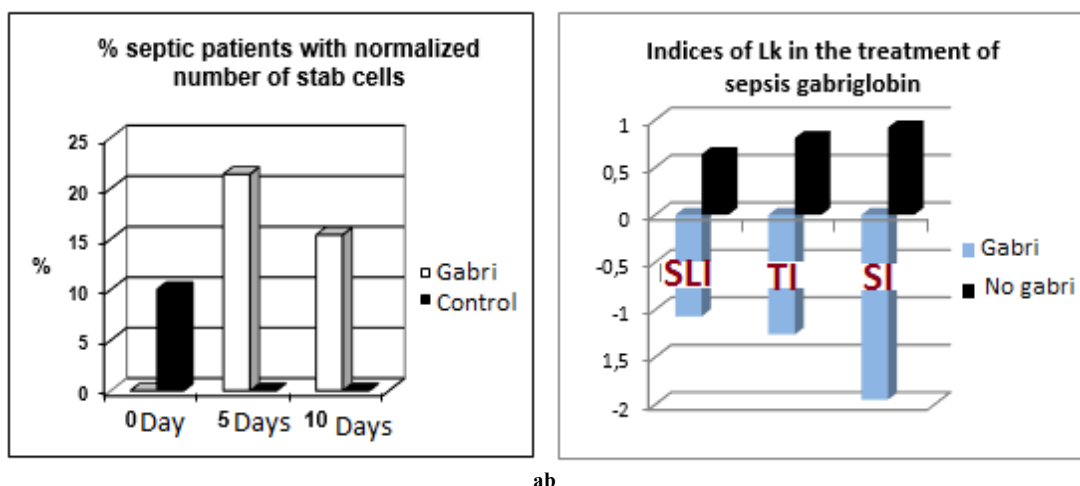 % septic patients with normalized
number of stab cells
25
20
15
10
5
0
%
0 Day
5 Days
10 Days
Gabri
Control
Indices of Lk in the treatment of
sepsis gabriglobin
1
0,5
0
-0,5
-1
-1,5
-2
SLI
TI
SI
Gabri
No gabri
ab